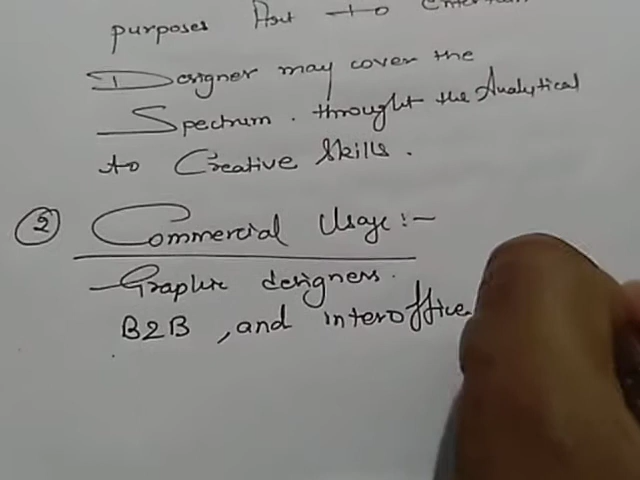 purposes to
Designer may cover the
Spectrum. throught the Analytical
to Creative Skills.
2 Commercial Usage:-
Graphic designers.
B2B, and interoffice